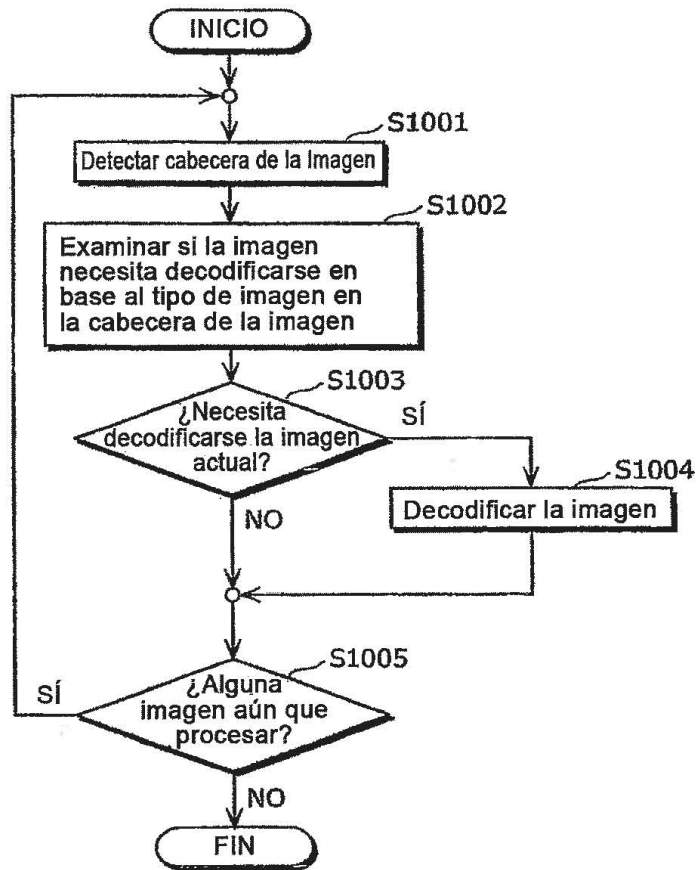 INICIO
S1001
Detectar cabecera de la Imagen
S1002
Examinar si la imagen
necesita decodificarse en
base al tipo de imagen en
la cabecera de la imagen
S1003
¿Necesita
decodificarse la imagen
actual?
SÍ
S1004
Decodificar la imagen
NO
S1005
SÍ
¿Alguna
imagen aún que
procesar?
NO
FIN